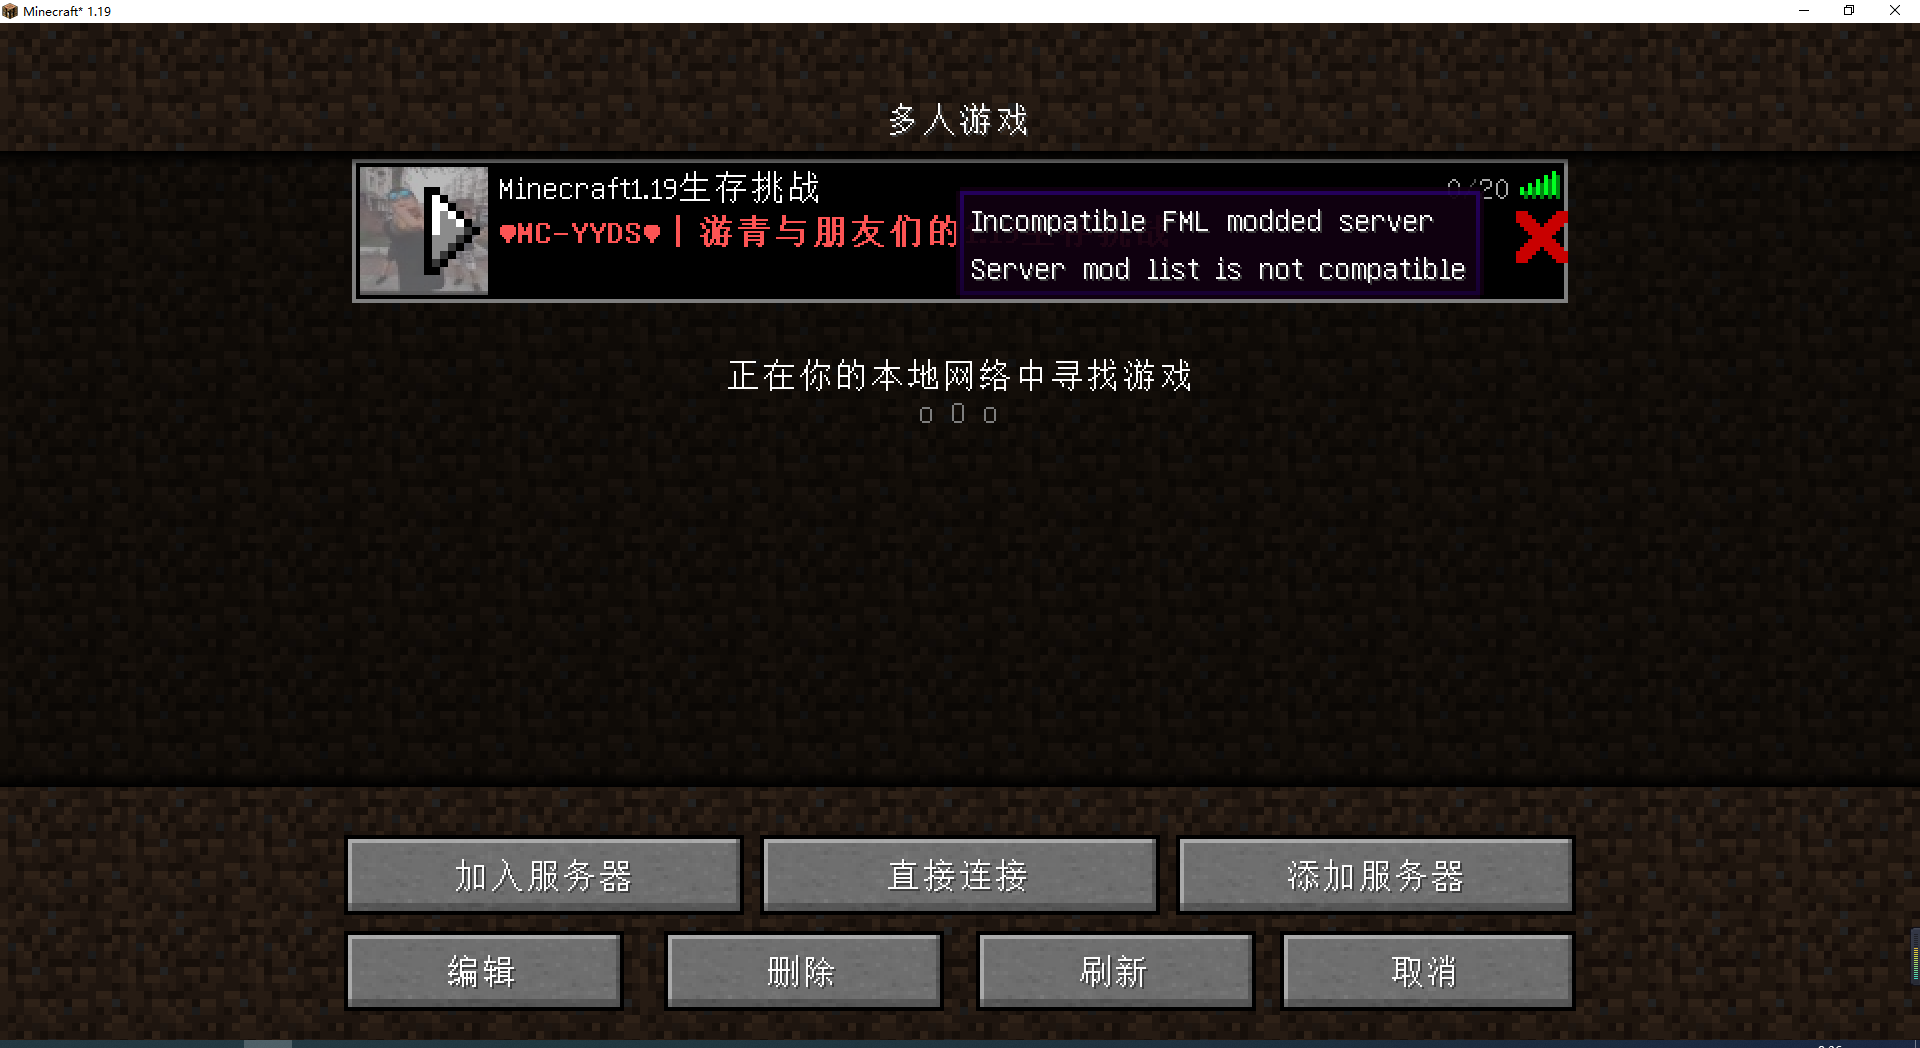 Minecraft* 1.19
多人游戏
Minecraft1.19生存挑战
0/20
♥MC-YYDS♥丨游青与朋友们的
Incompatible FML modded server
Server mod list is not compatible
正在你的本地网络中寻找游戏
o O o
加入服务器
直接连接
添加服务器
编辑
删除
刷新
取消